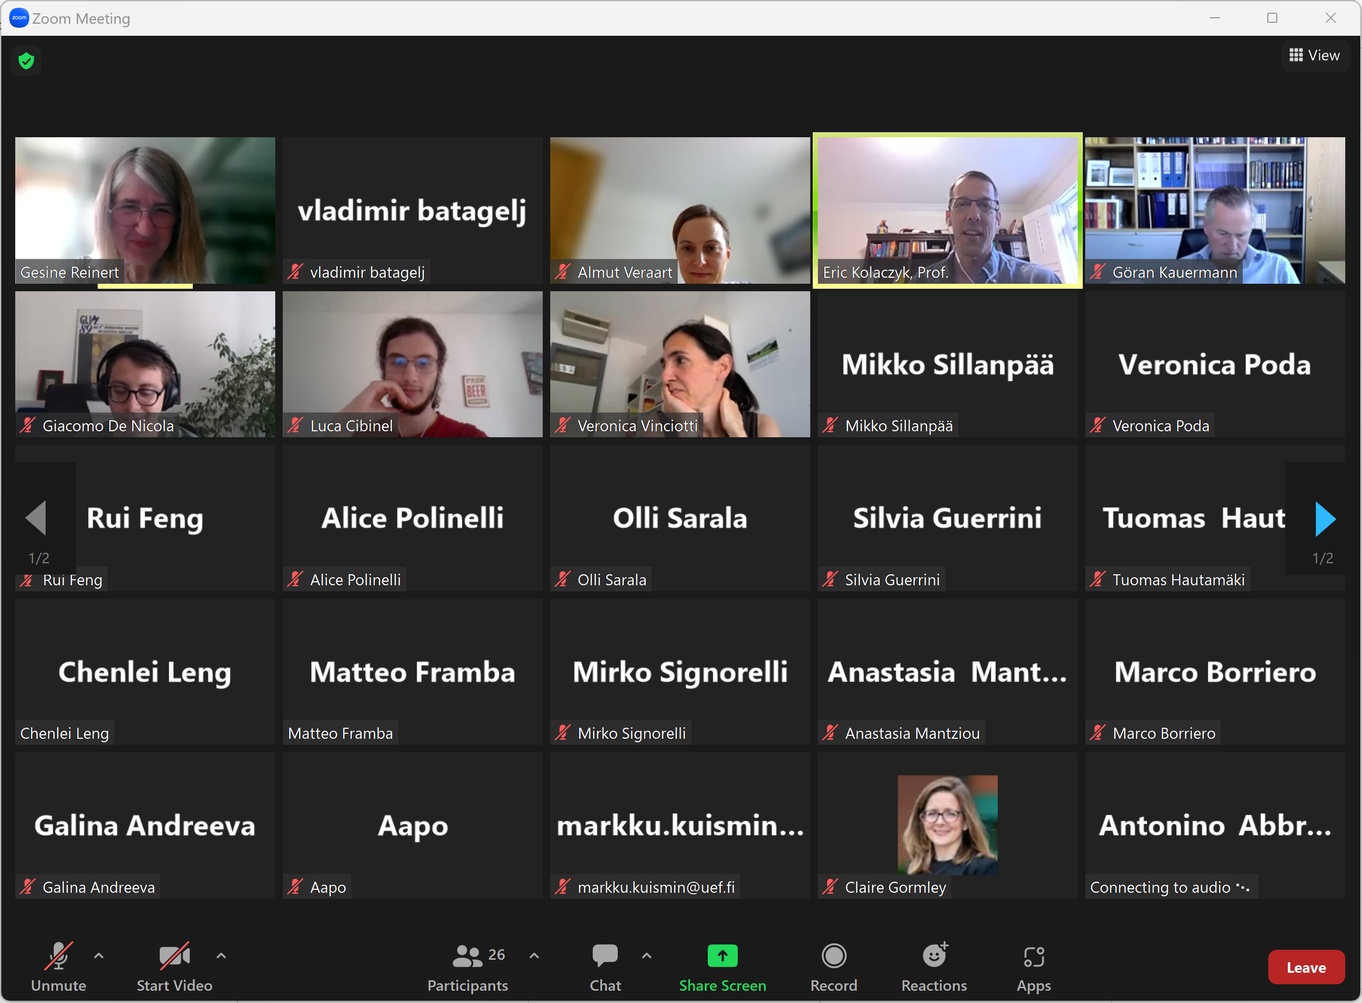 zoom Zoom Meeting
View
Gesine Reinert
vladimir batagelj
vladimir batagelj
Almut Veraart
Eric Kolaczyk, Prof.
Göran Kauermann
Giacomo De Nicola
Luca Cibinel
BEER
Veronica Vinciotti
Mikko Sillanpää
Mikko Sillanpää
Veronica Poda
Veronica Poda
1/2
Rui Feng
Rui Feng
Alice Polinelli
Alice Polinelli
Olli Sarala
Olli Sarala
Silvia Guerrini
Silvia Guerrini
Tuomas Haut
Tuomas Hautamäki
1/2
Chenlei Leng
Chenlei Leng
Matteo Framba
Matteo Framba
Mirko Signorelli
Mirko Signorelli
Anastasia Mant...
Anastasia Mantziou
Marco Borriero
Marco Borriero
Galina Andreeva
Galina Andreeva
Aapo
Aapo
markku.kuismin...
markku.kuismin@uef.fi
Claire Gormley
Antonino Abbr...
Connecting to audio
Unmute
Start Video
26
Participants
Chat
Share Screen
Record
Reactions
Apps
Leave